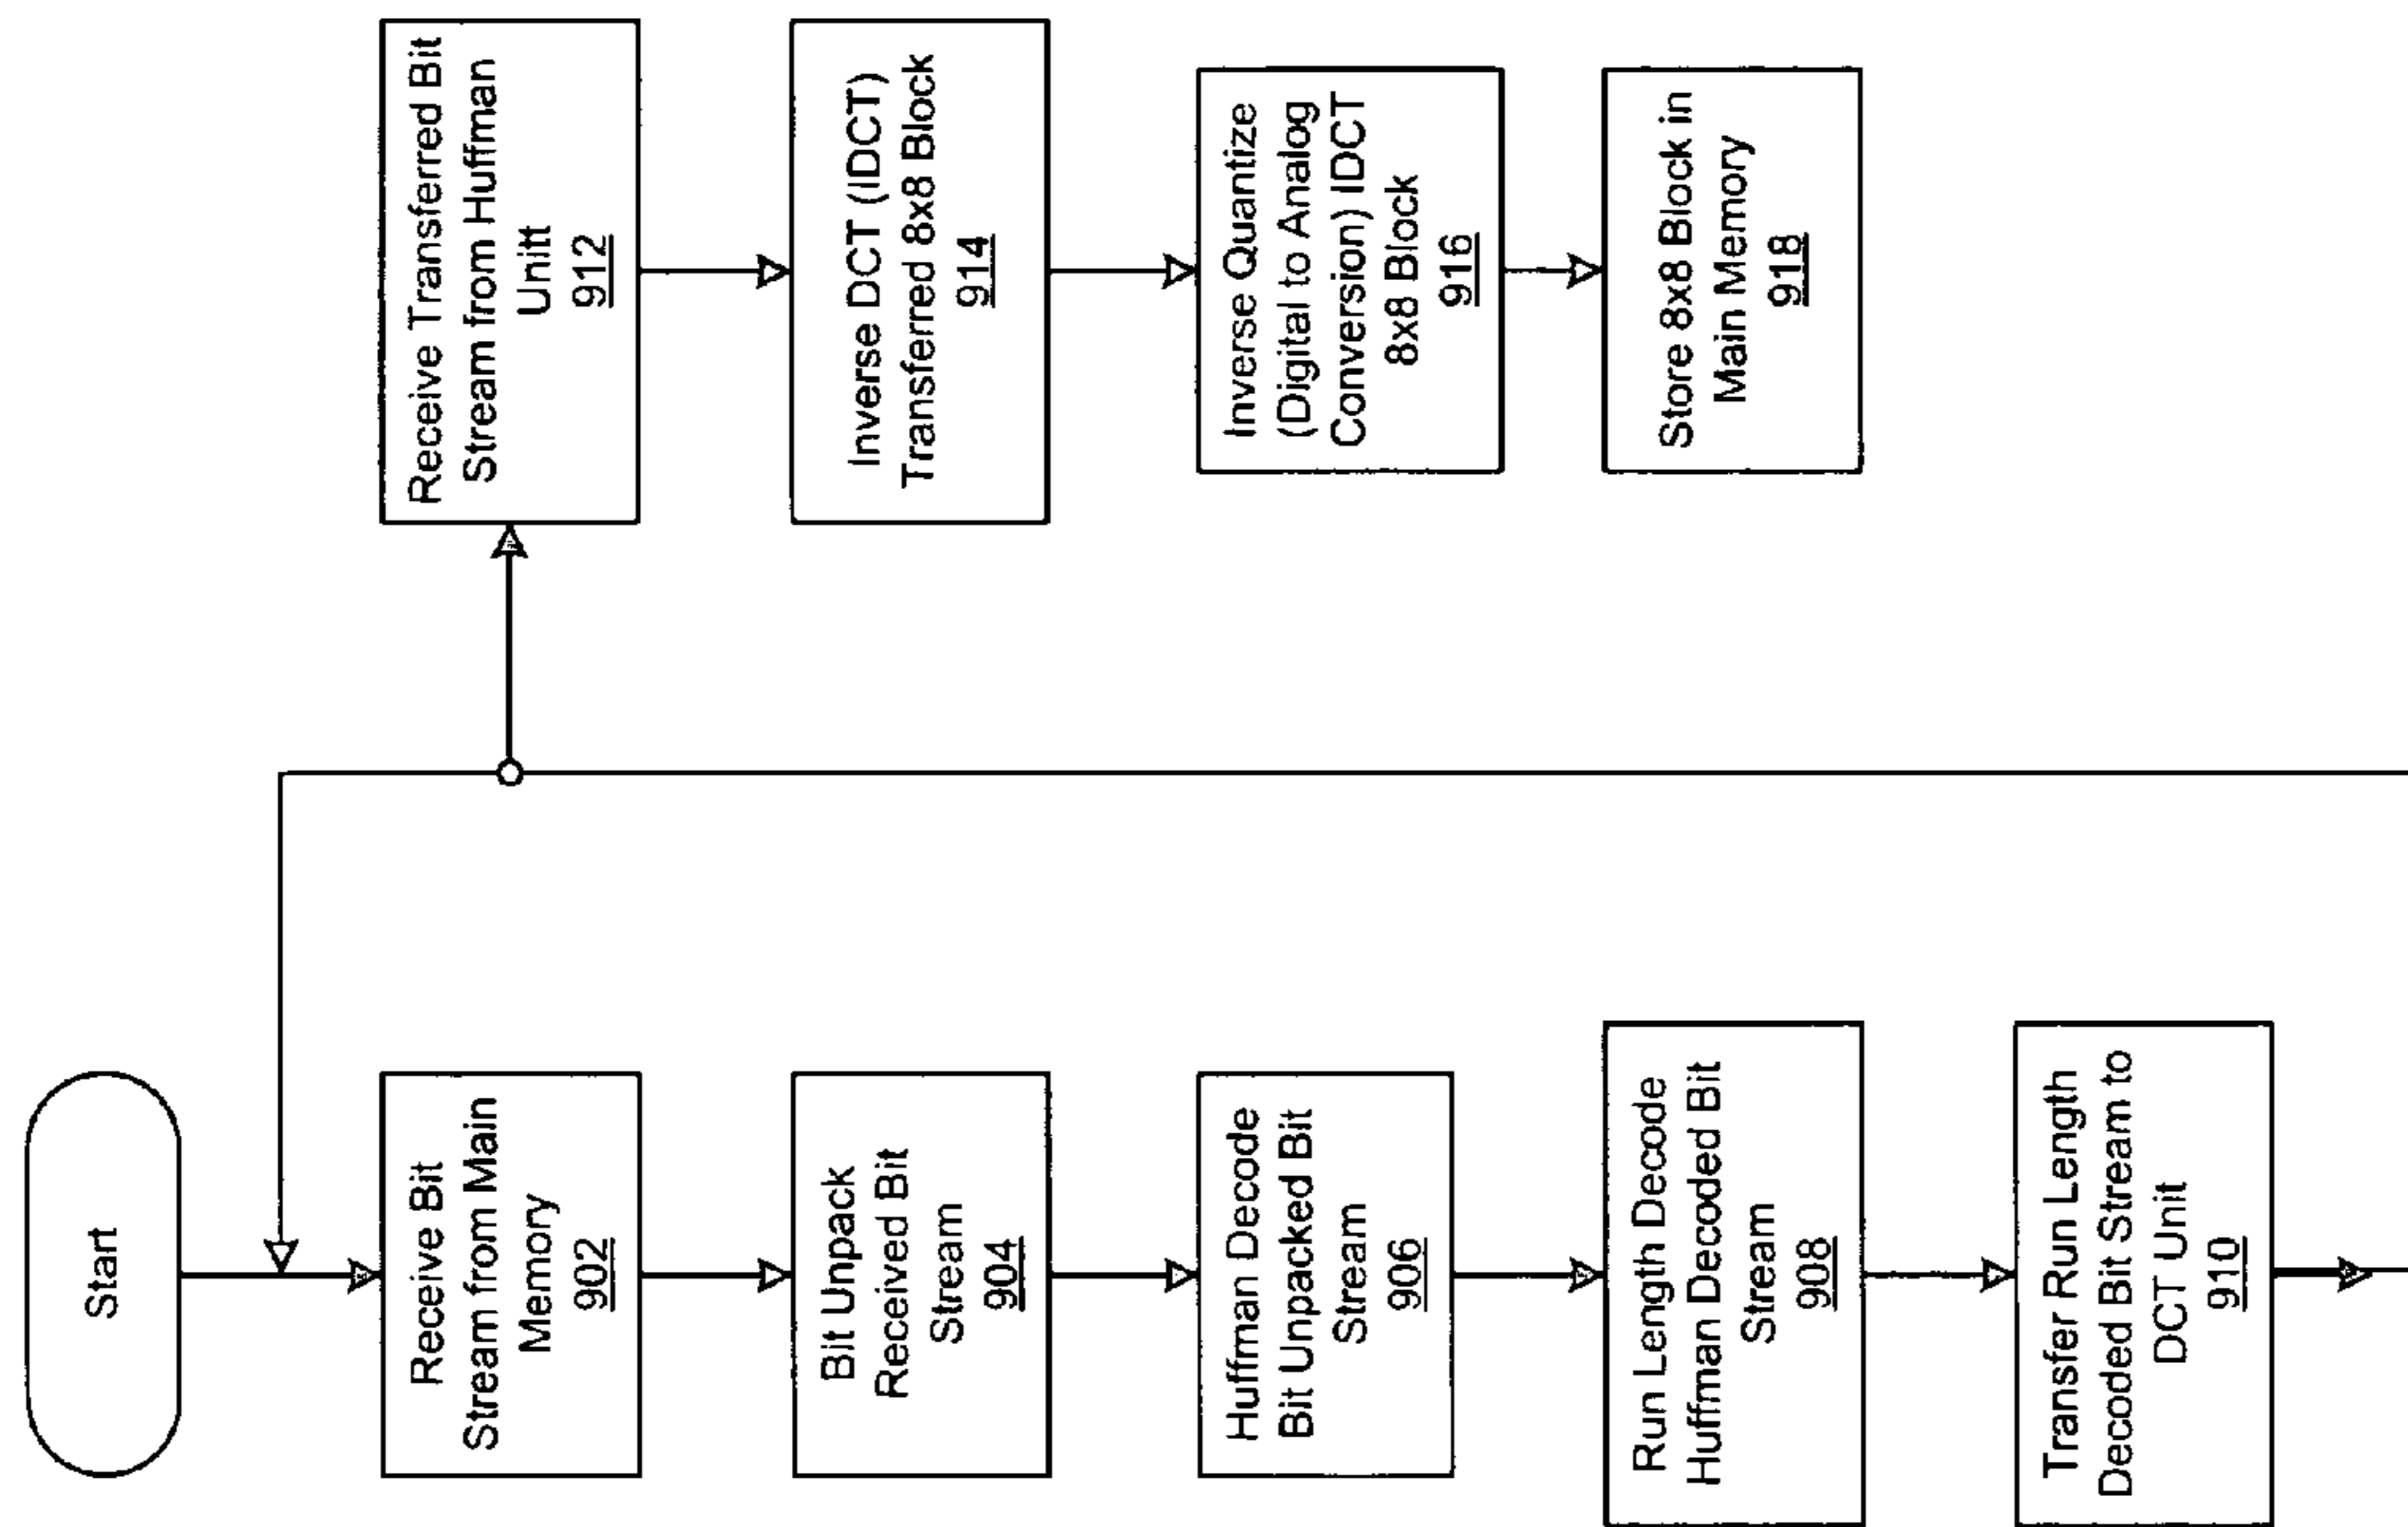 Start
Receive Bit
Stream from Main
Memory
902
Bit Unpack
Received Bit
Stream
904
Huffman Decode
Bit Unpacked Bit
Stream
906
Run Length Decode
Huffman Decoded Bit
Stream
908
Transfer Run Length
Decoded Bit Stream to
DCT Unit
910
Receive Transferred Bit
Stream from Huffman
Unitt
912
Inverse DCT (IDCT)
Transferred 8x8 Block
914
Inverse Quantize
(Digital to Analog
Conversion) IDCT
8x8 Block
916
Store 8x8 Block in
Main Memory
918